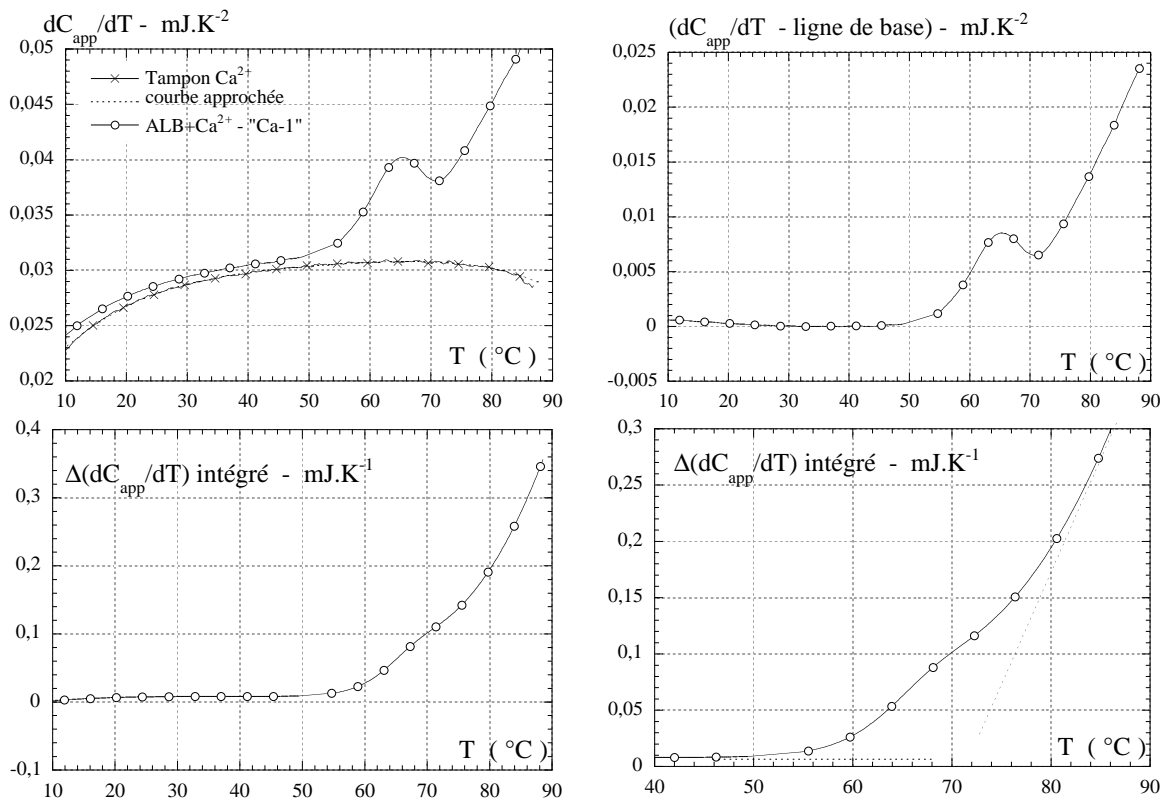 dC_app/dT - mJ.K^-2
0,05
0,045
0,04
0,035
0,03
0,025
0,02
Tampon Ca^2+
courbe approchée
ALB+Ca^2+ - "Ca-1"
T ( °C)
10 20 30 40 50 60 70 80 90
(dC_app/dT - ligne de base) - mJ.K^-2
0,025
0,02
0,015
0,01
0,005
0
-0,005
T ( °C)
10 20 30 40 50 60 70 80 90
0,4
0,3
0,2
0,1
0
-0,1
Δ(dC_app/dT) intégré - mJ.K^-1
T ( °C)
10 20 30 40 50 60 70 80 90
0,3
0,25
0,2
0,15
0,1
0,05
0
Δ(dC_app/dT) intégré - mJ.K^-1
T ( °C)
40 50 60 70 80 90